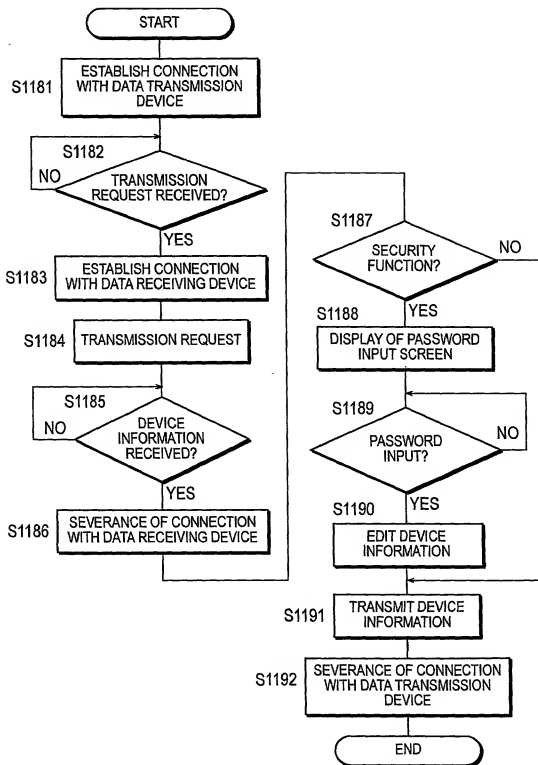 START
S1181
ESTABLISH CONNECTION
WITH DATA TRANSMISSION
DEVICE
S1182
NO
TRANSMISSION
REQUEST RECEIVED?
YES
S1183
ESTABLISH CONNECTION
WITH DATA RECEIVING DEVICE
S1184
TRANSMISSION REQUEST
S1185
NO
DEVICE
INFORMATION
RECEIVED?
YES
S1186
SEVERANCE OF CONNECTION
WITH DATA RECEIVING DEVICE
S1187
SECURITY
FUNCTION?
NO
YES
S1188
DISPLAY OF PASSWORD
INPUT SCREEN
S1189
PASSWORD
INPUT?
NO
YES
S1190
EDIT DEVICE
INFORMATION
S1191
TRANSMIT DEVICE
INFORMATION
S1192
SEVERANCE OF CONNECTION
WITH DATA TRANSMISSION
DEVICE
END